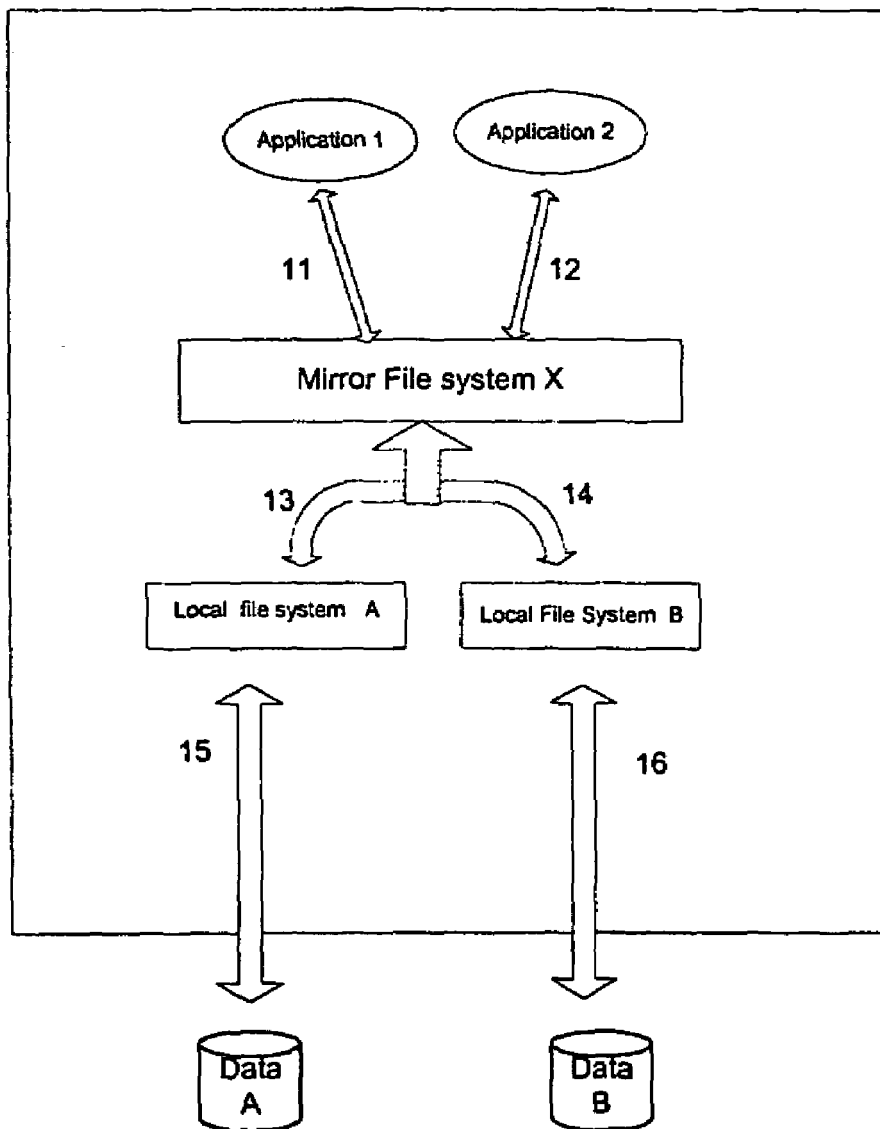 Application 1
Application 2
11
12
Mirror File system X
13
14
Local file system A
Local File System B
15
16
Data
A
Data
B